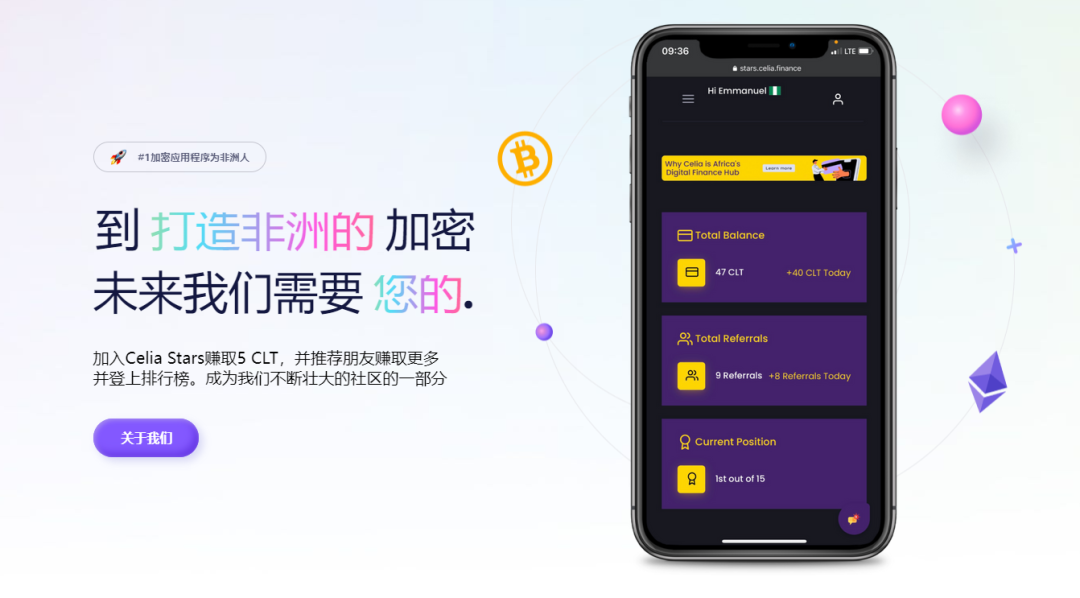 #1加密应用程序为非洲人
到 打造非洲的 加密
未来我们需要 您的.
加入Celia Stars赚取5 CLT，并推荐朋友赚取更多
并登上排行榜。成为我们不断壮大的社区的一部分
关于我们
09:36
LTE
stars.celia.finance
Hi Emmanuel
Why Celia is Africa's
Digital Finance Hub
Learn more
Total Balance
47 CLT +40 CLT Today
Total Referrals
9 Referrals +8 Referrals Today
Current Position
1st out of 15